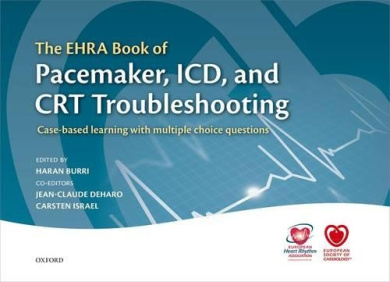 The EHRA Book of
Pacemaker, ICD, and
CRT Troubleshooting
Case-based learning with multiple choice questions
EDITED BY
HARAN BURRI
CO-EDITORS
JEAN-CLAUDE DEHARO
CARSTEN ISRAEL
OXFORD
EUROPEAN
Heart Rhythm
ASSOCIATION
EUROPEAN
SOCIETY OF
CARDIOLOGY